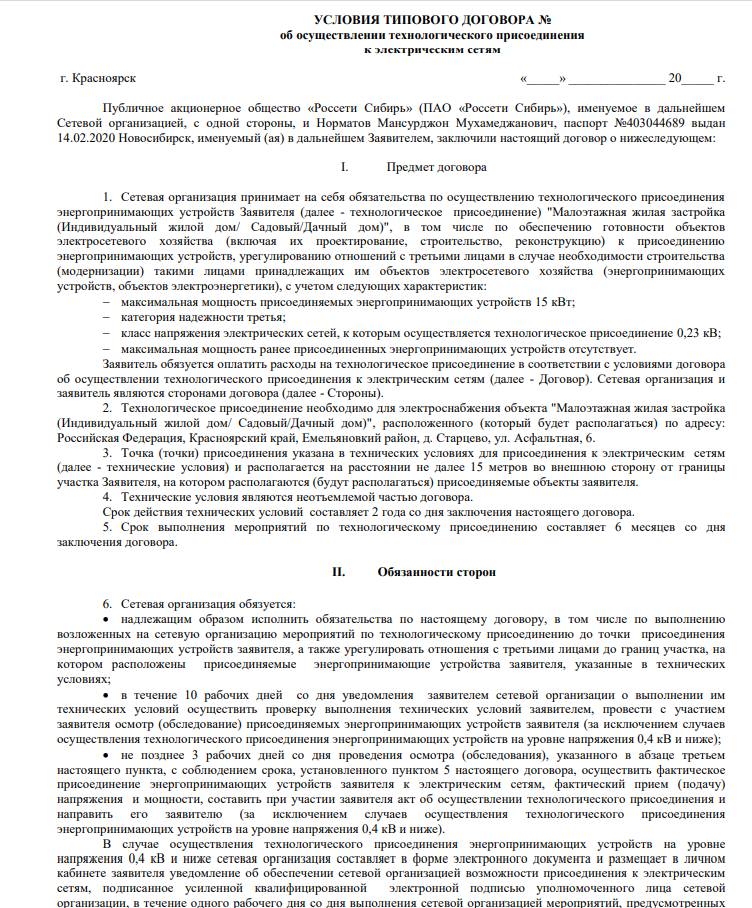 УСЛОВИЯ ТИПОВОГО ДОГОВОРА №
об осуществлении технологического присоединения
к электрическим сетям
г. Красноярск «_____» ________________ 20______ г.
Публичное акционерное общество «Россети Сибирь» (ПАО «Россети Сибирь»), именуемое в дальнейшем
Сетевой организацией, с одной стороны, и Норматов Мансурджон Мухамеджанович, паспорт №403044689 выдан
14.02.2020 Новосибирск, именуемый (ая) в дальнейшем Заявителем, заключили настоящий договор о нижеследующем:
I. Предмет договора
1. Сетевая организация принимает на себя обязательства по осуществлению технологического присоединения
энергопринимающих устройств Заявителя (далее - технологическое присоединение) "Малоэтажная жилая застройка
(Индивидуальный жилой дом/ Садовый/Дачный дом)", в том числе по обеспечению готовности объектов
электросетевого хозяйства (включая их проектирование, строительство, реконструкцию) к присоединению
энергопринимающих устройств, урегулированию отношений с третьими лицами в случае необходимости строительства
(модернизации) такими лицами принадлежащих им объектов электросетевого хозяйства (энергопринимающих
устройств, объектов электроэнергетики), с учетом следующих характеристик:
– максимальная мощность присоединяемых энергопринимающих устройств 15 кВт;
– категория надежности третья;
– класс напряжения электрических сетей, к которым осуществляется технологическое присоединение 0,23 кВ;
– максимальная мощность ранее присоединенных энергопринимающих устройств отсутствует.
Заявитель обязуется оплатить расходы на технологическое присоединение в соответствии с условиями договора
об осуществлении технологического присоединения к электрическим сетям (далее - Договор). Сетевая организация и
заявитель являются сторонами договора (далее - Стороны).
2. Технологическое присоединение необходимо для электроснабжения объекта "Малоэтажная жилая застройка
(Индивидуальный жилой дом/ Садовый/Дачный дом)", расположенного (который будет располагаться) по адресу:
Российская Федерация, Красноярский край, Емельяновкий район, д. Старцево, ул. Асфальтная, 6.
3. Точка (точки) присоединения указана в технических условиях для присоединения к электрическим сетям
(далее - технические условия) и располагается на расстоянии не далее 15 метров во внешнюю сторону от границы
участка Заявителя, на котором располагаются (будут располагаться) присоединяемые объекты заявителя.
4. Технические условия являются неотъемлемой частью договора.
Срок действия технических условий составляет 2 года со дня заключения настоящего договора.
5. Срок выполнения мероприятий по технологическому присоединению составляет 6 месяцев со дня
заключения договора.
II. Обязанности сторон
6. Сетевая организация обязуется:
• надлежащим образом исполнить обязательства по настоящему договору, в том числе по выполнению
возложенных на сетевую организацию мероприятий по технологическому присоединению до точки присоединения
энергопринимающих устройств заявителя, а также урегулировать отношения с третьими лицами до границ участка, на
котором расположены присоединяемые энергопринимающие устройства заявителя, указанные в технических
условиях;
• в течение 10 рабочих дней со дня уведомления заявителем сетевой организации о выполнении им
технических условий осуществить проверку выполнения технических условий заявителем, провести с участием
заявителя осмотр (обследование) присоединяемых энергопринимающих устройств заявителя (за исключением случаев
осуществления технологического присоединения энергопринимающих устройств на уровне напряжения 0,4 кВ и ниже);
• не позднее 3 рабочих дней со дня проведения осмотра (обследования), указанного в абзаце третьем
настоящего пункта, с соблюдением срока, установленного пунктом 5 настоящего договора, осуществить фактическое
присоединение энергопринимающих устройств заявителя к электрическим сетям, фактический прием (подачу)
напряжения и мощности, составить при участии заявителя акт об осуществлении технологического присоединения и
направить его заявителю (за исключением случаев осуществления технологического присоединения
энергопринимающих устройств на уровне напряжения 0,4 кВ и ниже).
В случае осуществления технологического присоединения энергопринимающих устройств на уровне
напряжения 0,4 кВ и ниже сетевая организация составляет в форме электронного документа и размещает в личном
кабинете заявителя уведомление об обеспечении сетевой организацией возможности присоединения к электрическим
сетям, подписанное усиленной квалифицированной электронной подписью уполномоченного лица сетевой
организации, в течение одного рабочего дня со дня выполнения сетевой организацией мероприятий, предусмотренных